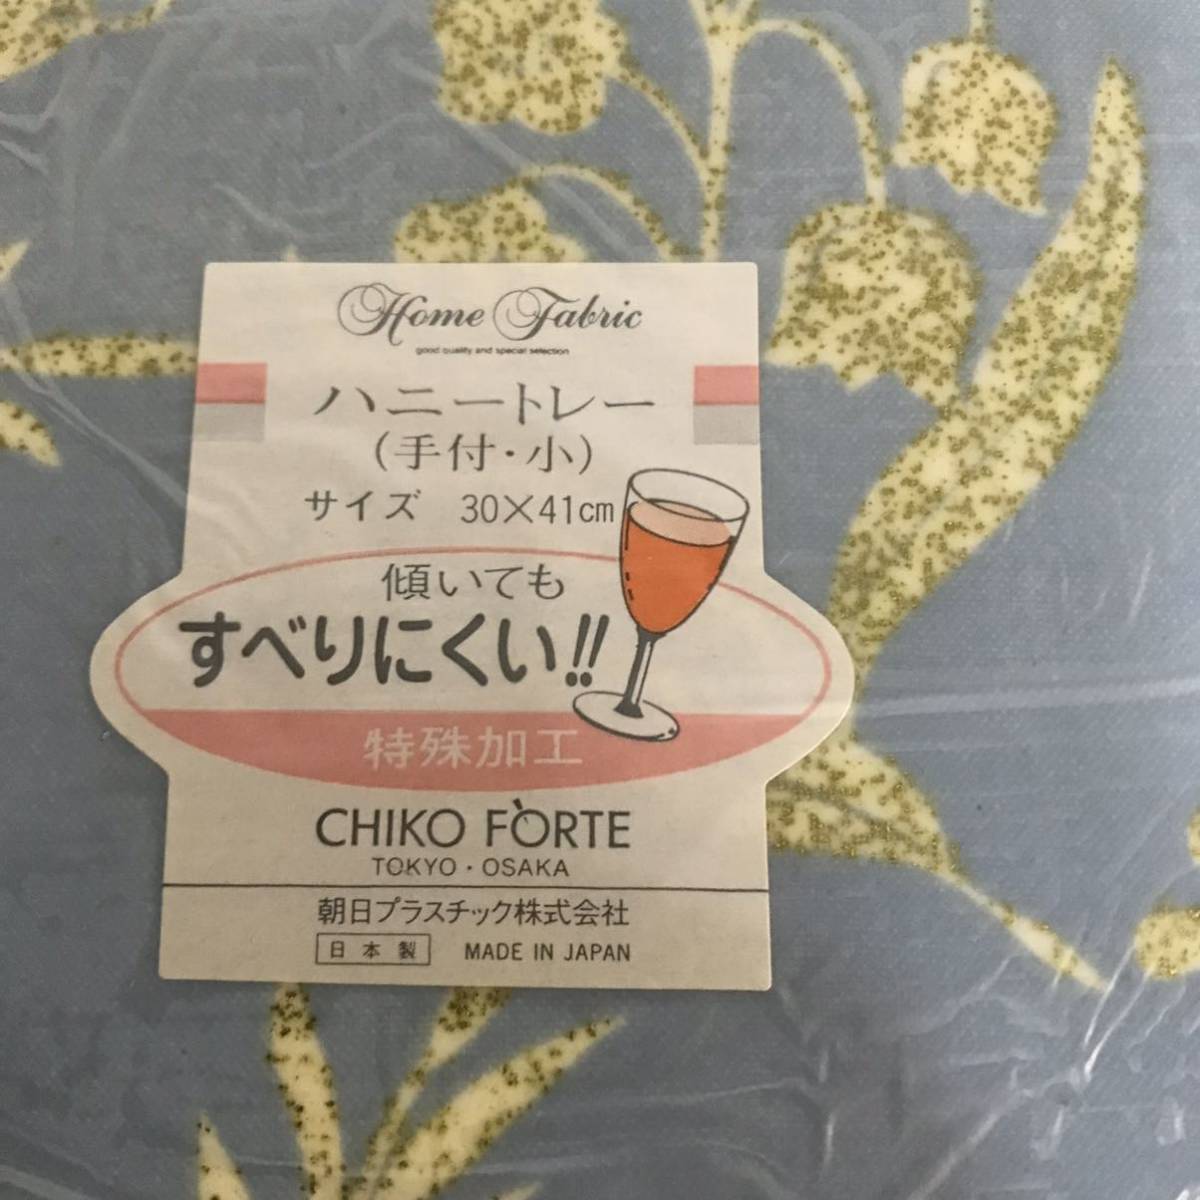 Home Fabric
good quality and special selection
ハニートレー
(手付・小)
サイズ 30×41cm
傾いても
すべりにくい!!
特殊加工
CHIKO FÒRTE
TOKYO・OSAKA
朝日プラスチック株式会社
日本製 MADE IN JAPAN